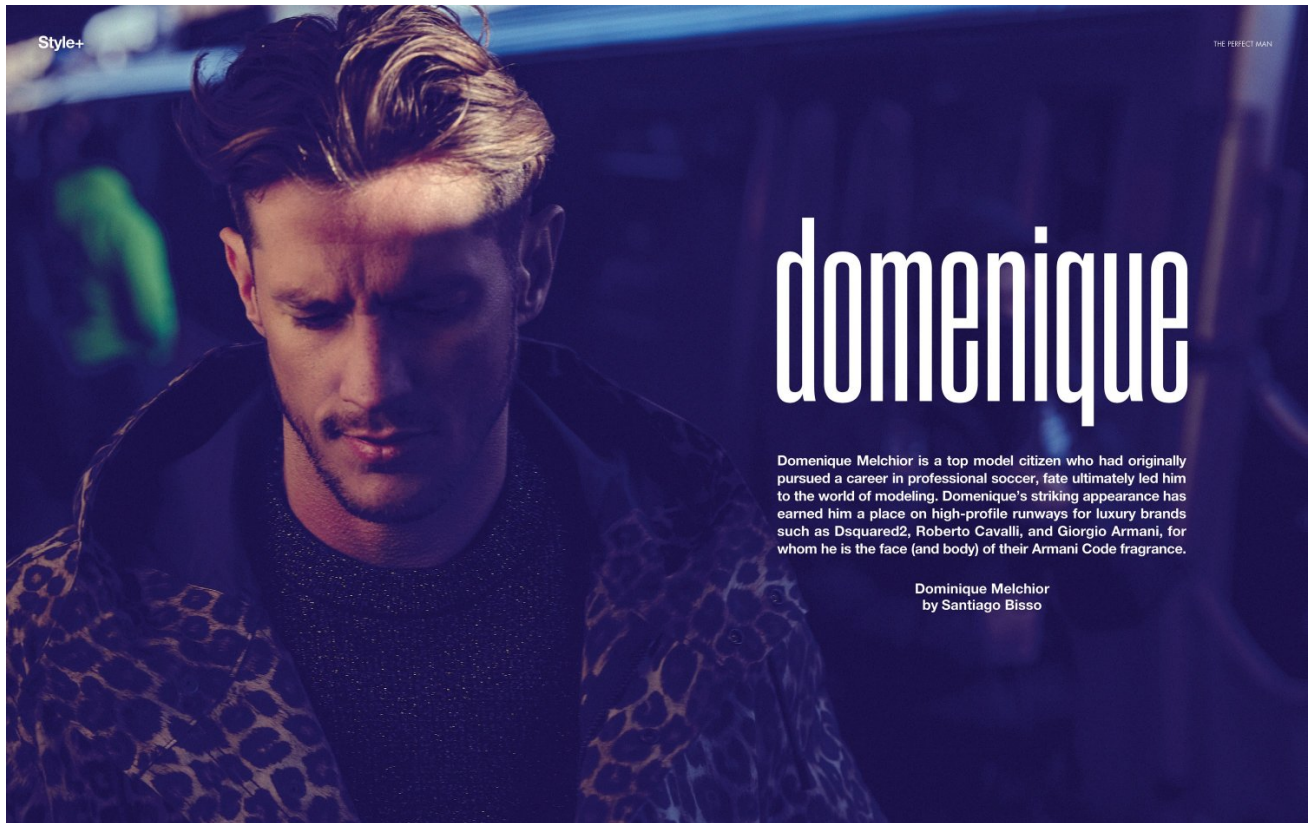 Style+
THE PERFECT MAN
domenique
Domenique Melchior is a top model citizen who had originally
pursued a career in professional soccer, fate ultimately led him
to the world of modeling. Domenique's striking appearance has
earned him a place on high-profile runways for luxury brands
such as Dsquared2, Roberto Cavalli, and Giorgio Armani, for
whom he is the face (and body) of their Armani Code fragrance.
Dominique Melchior
by Santiago Bisso